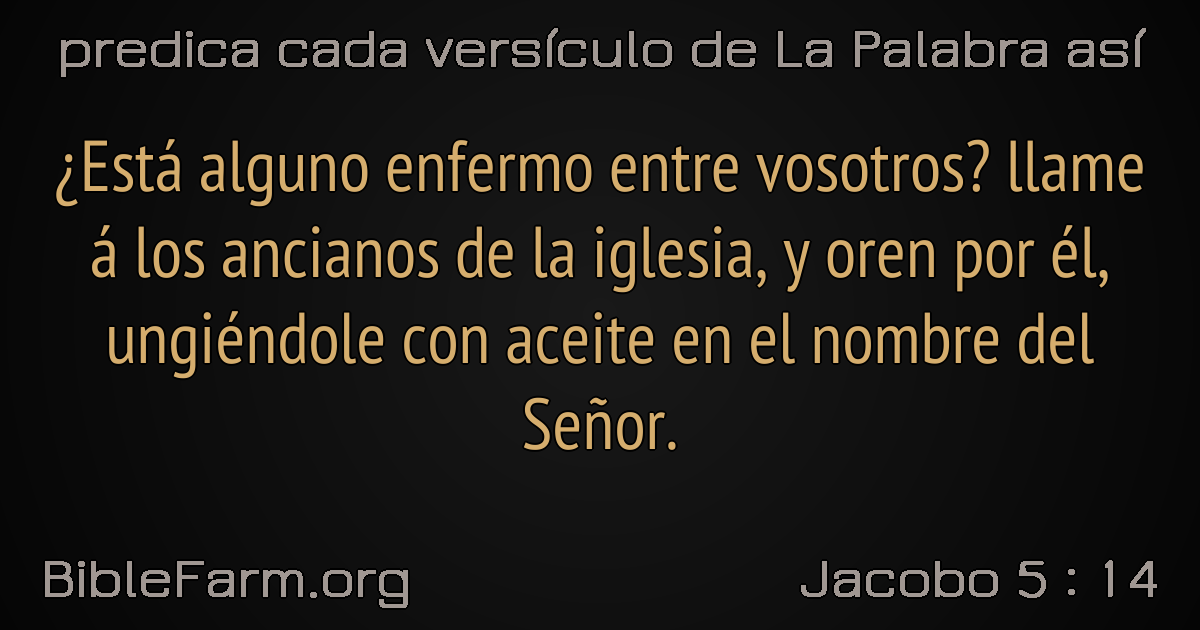 predica cada versículo de La Palabra así
¿Está alguno enfermo entre vosotros? llame
á los ancianos de la iglesia, y oren por él,
ungiéndole con aceite en el nombre del
Señor.
BibleFarm.org
Jacobo 5 : 14